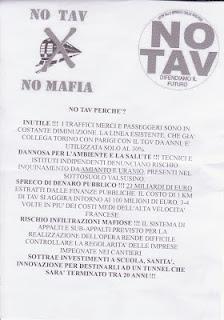 NO TAV
NO MAFIA
NO
TAV
DIFENDIAMO IL
FUTURO
NO TAV PERCHE'?
INUTILE !!! I TRAFFICI MERCI E PASSEGGERI SONO IN
COSTANTE DIMINUZIONE, LA LINEA ESISTENTE, CHE GIA'
COLLEGA TORINO CON PARIGI CON IL TGV DA ANNI, E'
UTILIZZATA SOLO AL 30%.
DANNOSA PER L'AMBIENTE E LA SALUTE !!! TECNICI E
ISTITUTI INDIPENDENTI DENUNCIANO RISCHIO
INQUINAMENTO DA AMIANTO E URANIO, PRESENTI NEL
SOTTOSUOLO VALSUSINO.
SPRECO DI DENARO PUBBLICO !!! 23 MILIARDI DI EURO
ESTRATTI DALLE FINANZE PUBBLICHE. IL COSTO DI 1 KM
DI TAV SI AGGIRA INTORNO AI 100 MILIONI DI EURO, 3-4
VOLTE IN PIU' DEI COSTI MEDI DELL'ALTA VELOCITA'
FRANCESE.
RISCHIO INFILTRAZIONI MAFIOSE !!! IL SISTEMA DI
APPALTI E SUB-APPALTI PREVISTO PER LA
REALIZZAZIONE DELL'OPERA RENDE DIFFICILE
CONTROLLARE LA REGOLARITA' DELLE IMPRESE
IMPEGNATE NEI CANTIERI
SOTTRAE INVESTIMENTI A SCUOLA, SANITA',
INNOVAZIONE PER DESTINARLI AD UN TUNNEL CHE
SARA' TERMINATO TRA 20 ANNI !!!